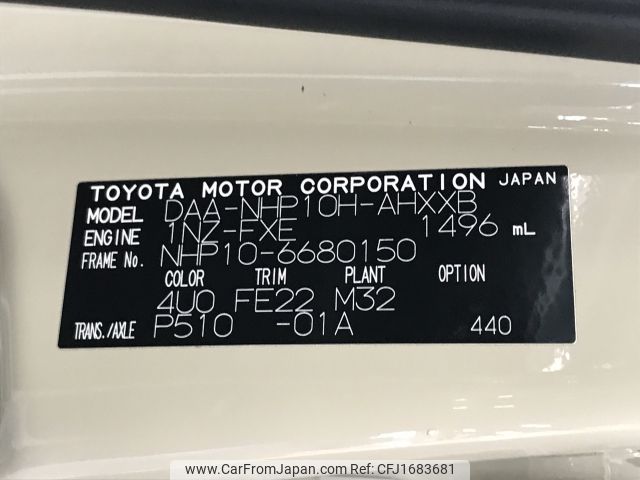 TOYOTA MOTOR CORPORATION JAPAN
MODEL DAA-NHP10H-AHXXB
ENGINE 1NZ-FXE 1496 mL
FRAME No. NHP10-6680150
COLOR TRIM PLANT OPTION
4U0 FE22 M32
TRANS./AXLE P510 -01A 440
www.CarFromJapan.com - CFJ1683681